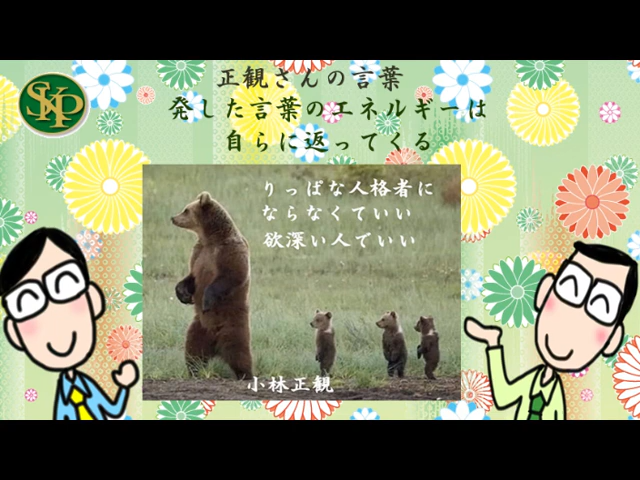 SKP
正観さんの言葉
発した言葉のエネルギーは
自らに返ってくる
りっぱな人格者に
ならなくていい
欲深い人でいい
小林正観